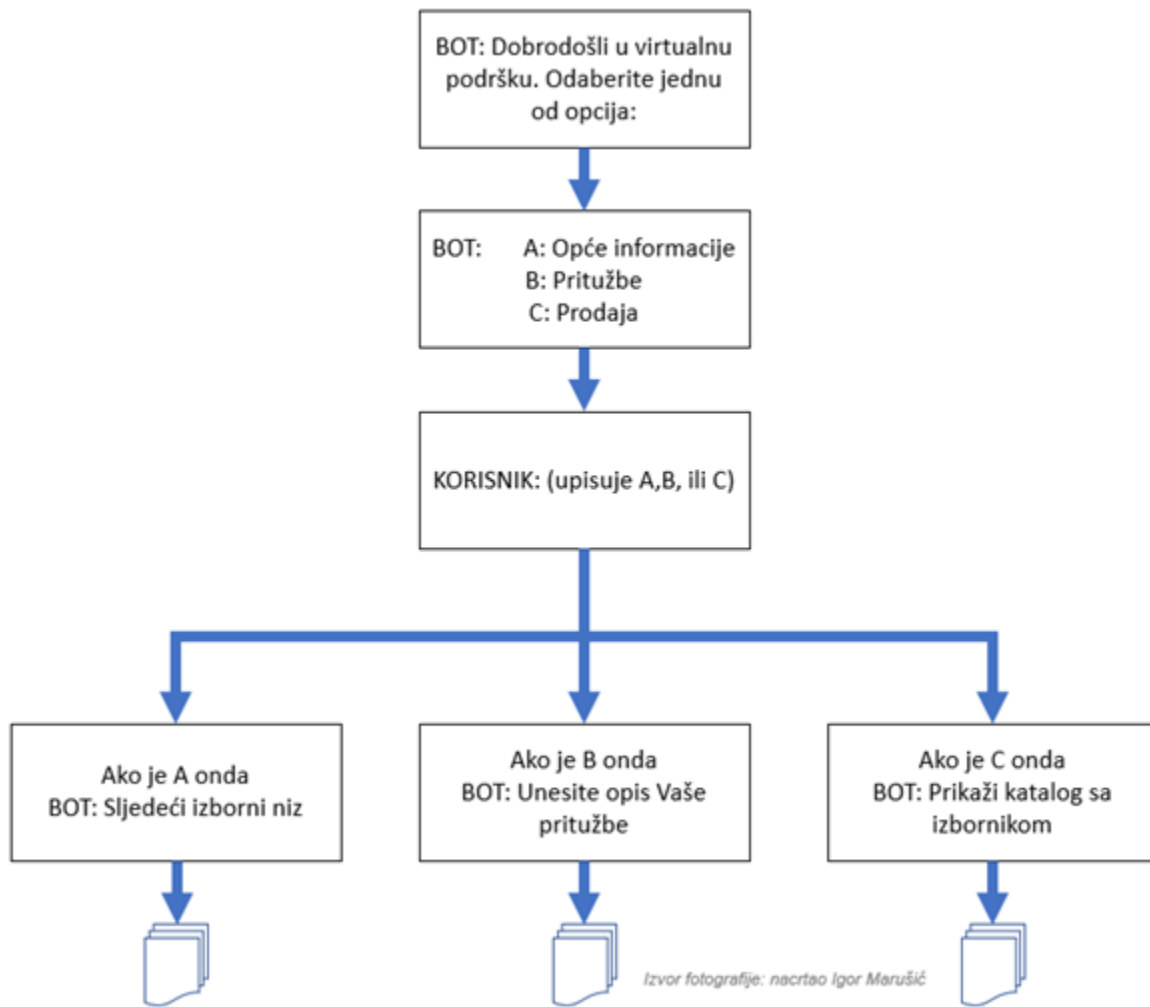 BOT: Dobrodošli u virtualnu
podršku. Odaberite jednu
od opcija:
BOT: A: Opće informacije
B: Pritužbe
C: Prodaja
KORISNIK: (upisuje A,B, ili C)
Ako je A onda
BOT: Sljedeći izborni niz
Ako je B onda
BOT: Unesite opis Vaše
pritužbe
Ako je C onda
BOT: Prikaži katalog sa
izbornikom
Izvor fotografije: nacrtao Igor Marušić